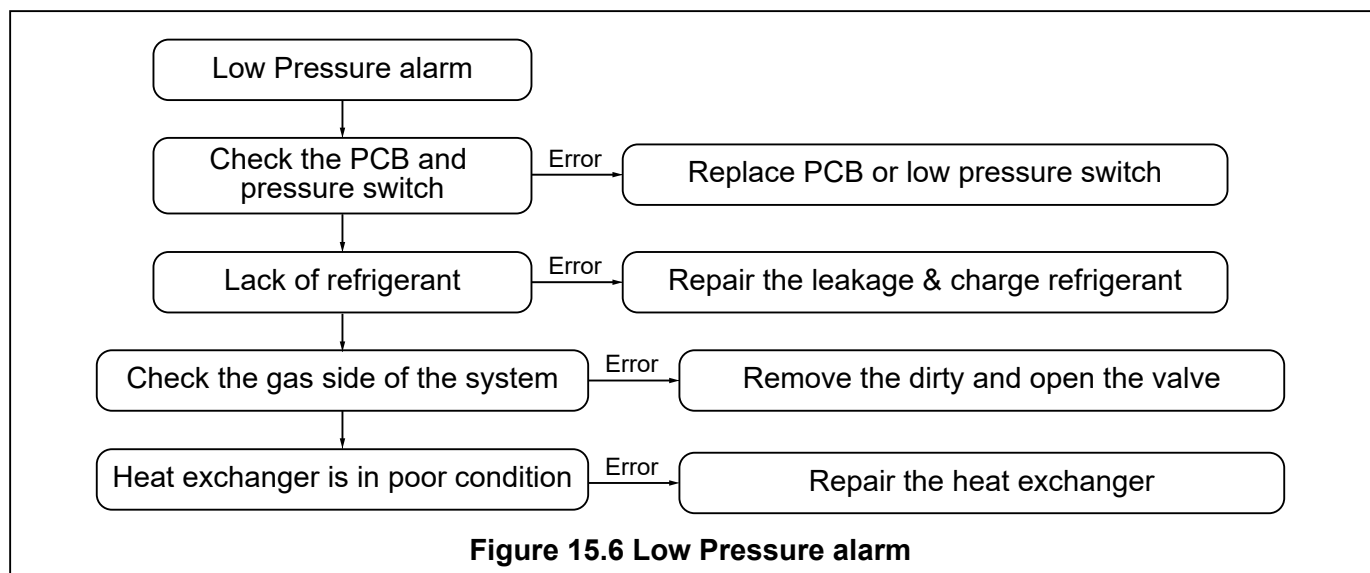 Low Pressure alarm
Check the PCB and
pressure switch
Error
Replace PCB or low pressure switch
Lack of refrigerant
Error
Repair the leakage & charge refrigerant
Check the gas side of the system
Error
Remove the dirty and open the valve
Heat exchanger is in poor condition
Error
Repair the heat exchanger
Figure 15.6 Low Pressure alarm